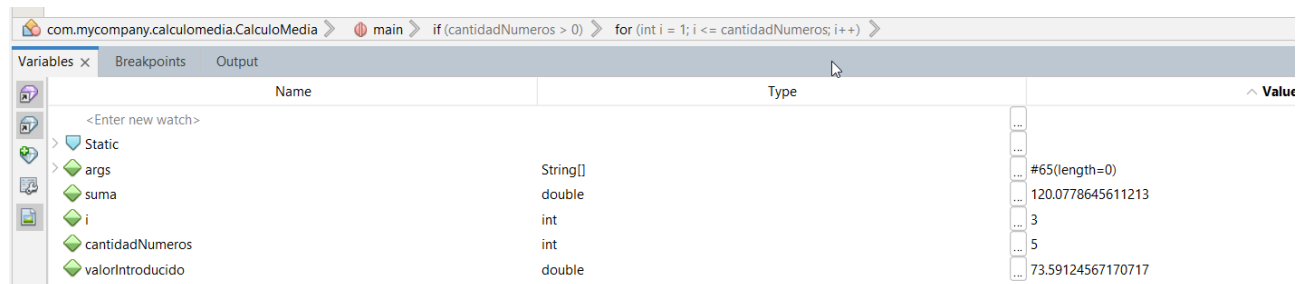 com.mycompany.calculomedia.CalculoMedia main if (cantidadNumeros > 0) for (int i = 1; i <= cantidadNumeros; i++)
Variables × Breakpoints Output
Name Type Value
<Enter new watch> ...
Static ...
args String[] ... #65(length=0)
suma double ... 120.0778645611213
i int ... 3
cantidadNumeros int ... 5
valorIntroducido double ... 73.59124567170717